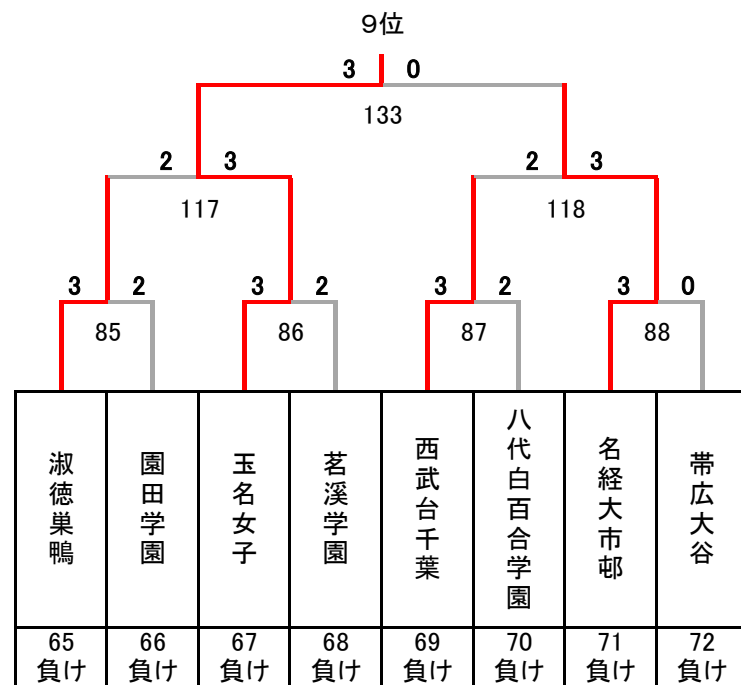 9位
3 0
133
2 3 2 3
117 118
3 2 3 2 3 2 3 0
85 86 87 88
淑徳巣鴨
園田学園
玉名女子
茗溪学園
西武台千葉
八代白百合学園
名経大市邨
帯広大谷
65 66 67 68 69 70 71 72
負け 負け 負け 負け 負け 負け 負け 負け